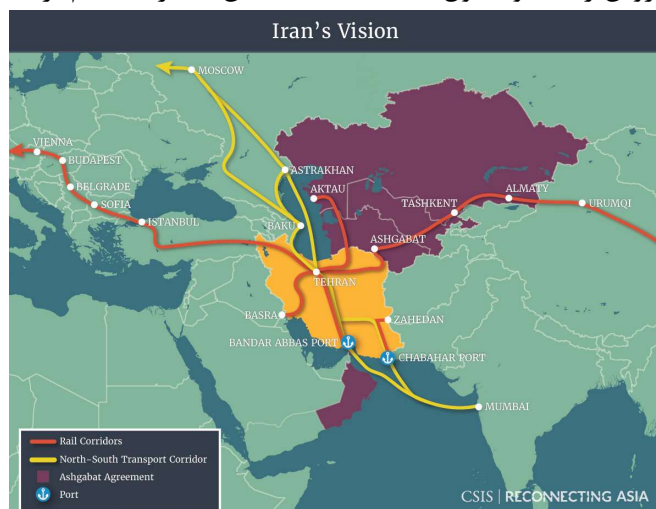 Iran's Vision
MOSCOW
VIENNA
BUDAPEST
BELGRADE
SOFIA
ISTANBUL
ASTRAKHAN
AKTAU
BAKU
TASHKENT
ALMATY
URUMQI
ASHGABAT
TEHRAN
BASRA
ZAHEDAN
BANDAR ABBAS PORT
CHABAHAR PORT
MUMBAI
Rail Corridors
North-South Transport Corridor
Ashgabat Agreement
Port
CSIS | RECONNECTING ASIA